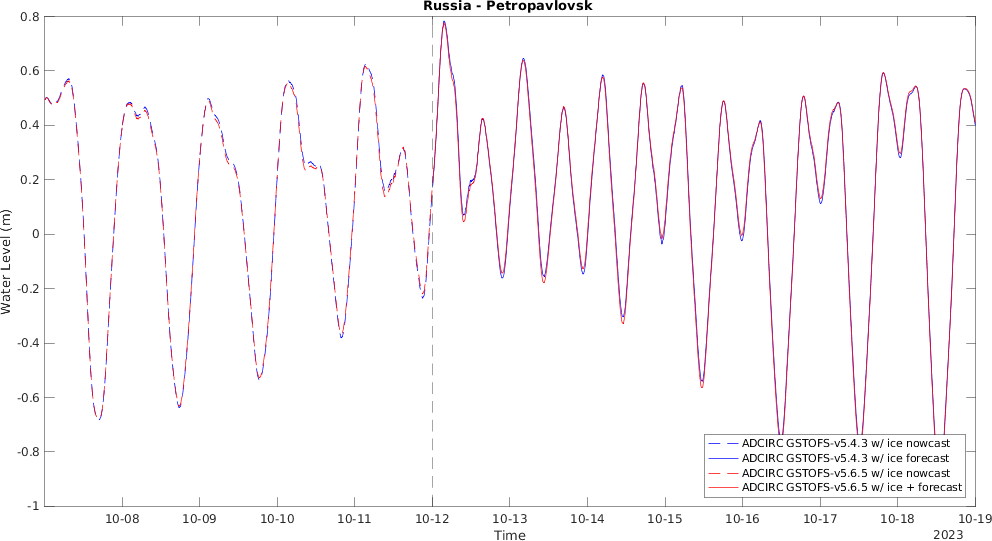 Russia - Petropavlovsk
Water Level (m)
0.8
0.6
0.4
0.2
0
-0.2
-0.4
-0.6
-0.8
-1
ADCIRC GSTOFS-v5.4.3 w/ ice nowcast
ADCIRC GSTOFS-v5.4.3 w/ ice forecast
ADCIRC GSTOFS-v5.6.5 w/ ice nowcast
ADCIRC GSTOFS-v5.6.5 w/ ice + forecast
10-08 10-09 10-10 10-11 10-12 10-13 10-14 10-15 10-16 10-17 10-18 10-19
Time
2023